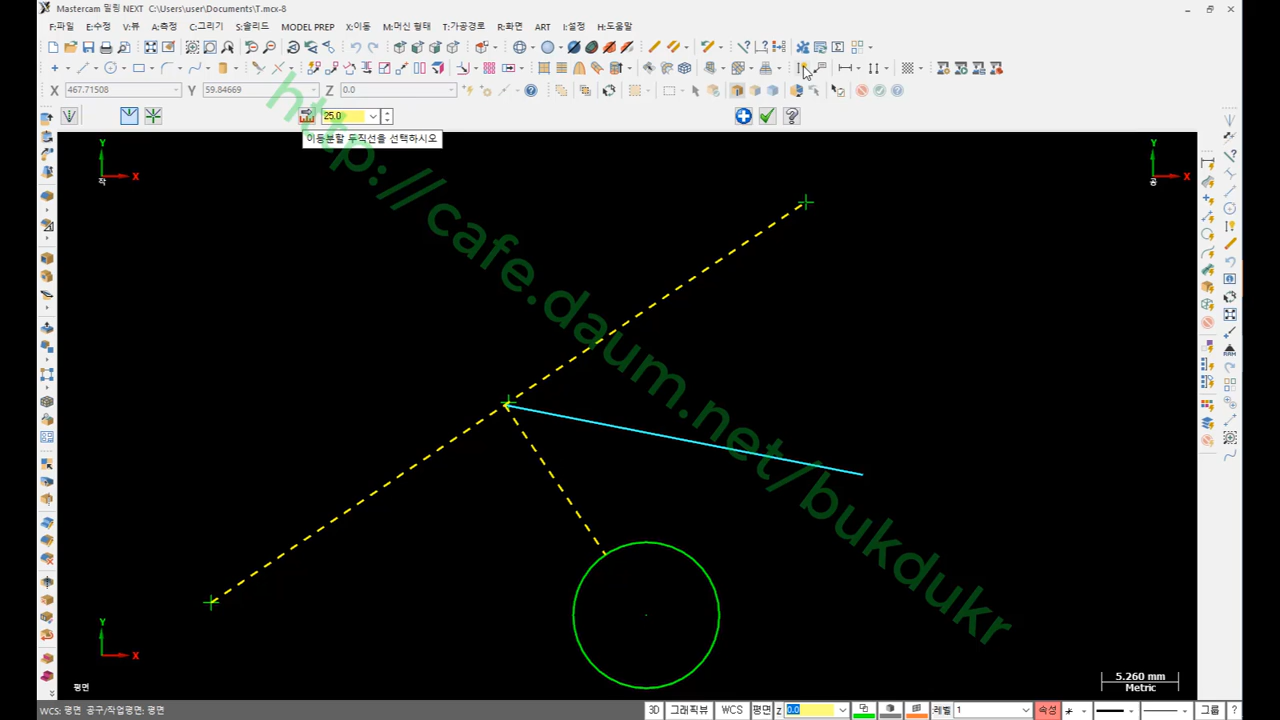 Mastercam 밀링 NEXT  C:\Users\user\Documents\T.mcx-8
F:파일 E:수정 V:뷰 A:측정 C:그리기 S:솔리드 MODEL PREP X:이동 M:머신 형태 T:가공경로 R:화면 ART I:설정 H:도움말
X 467.71508 Y 59.84669 Z 0.0
25.0
이동분할 두직선을 선택하시오
Y Y
X X
작 공
http://cafe.daum.net/bukdukr
RAM
Y
X
평면
5.260 mm
Metric
WCS: 평면 공구/작업평면: 평면 3D 그래픽뷰 WCS 평면 Z 0.0 레벨 1 속성 그룹 ?